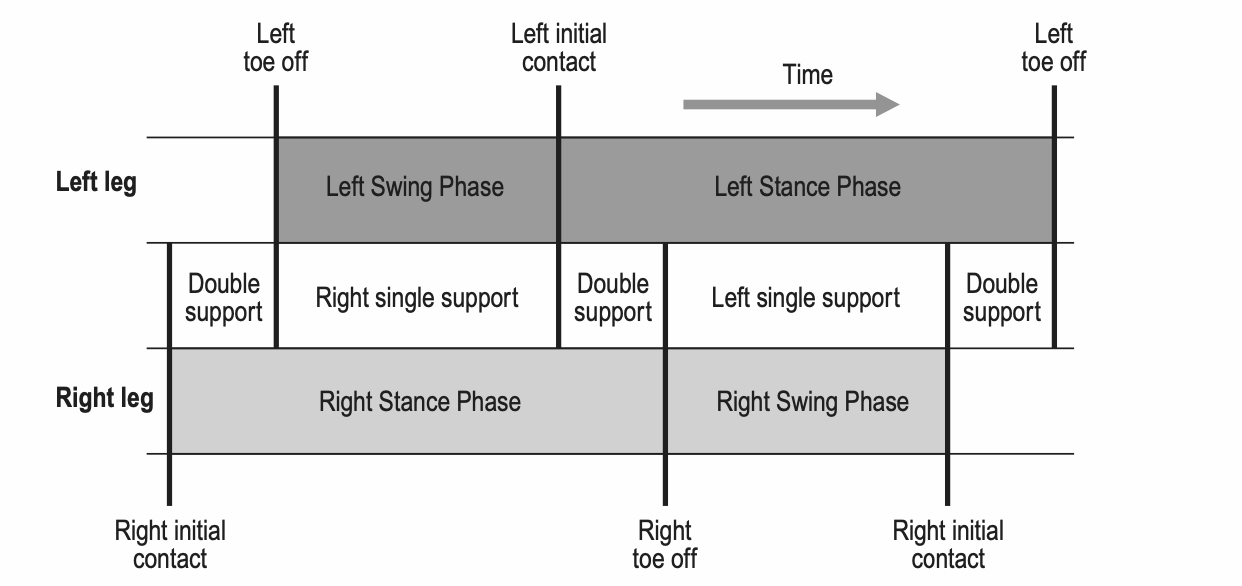 Left
toe off
Left initial
contact
Time
Left
toe off
Left leg
Left Swing Phase
Left Stance Phase
Double
support
Right single support
Double
support
Left single support
Double
support
Right leg
Right Stance Phase
Right Swing Phase
Right initial
contact
Right
toe off
Right initial
contact